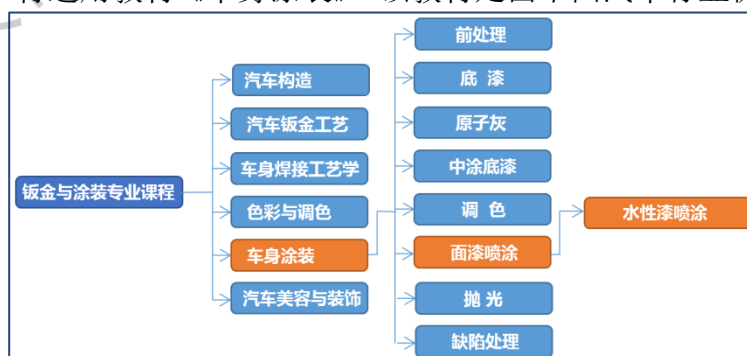 钣金与涂装专业课程
汽车构造
汽车钣金工艺
车身焊接工艺学
色彩与调色
车身涂装
汽车美容与装饰
前处理
底 漆
原子灰
中涂底漆
调 色
面漆喷涂
抛 光
缺陷处理
水性漆喷涂